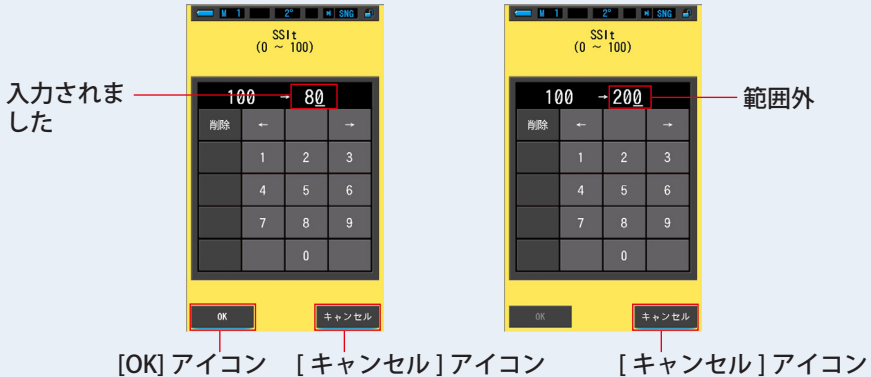 M 1 2° SNG
SSIt
(0 ~ 100)
100 → 80
削除 ← →
1 2 3
4 5 6
7 8 9
0
OK キャンセル
入力されま
した
[OK] アイコン [ キャンセル ] アイコン
M 1 2° SNG
SSIt
(0 ~ 100)
100 → 200
削除 ← →
1 2 3
4 5 6
7 8 9
0
OK キャンセル
範囲外
[ キャンセル ] アイコン